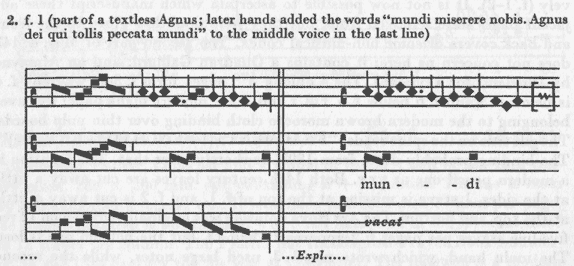 2. f. 1 (part of a textless Agnus; later hands added the words “mundi miserere nobis. Agnus
dei qui tollis peccata mundi” to the middle voice in the last line)
mun - - - di
vacat
...Expl....